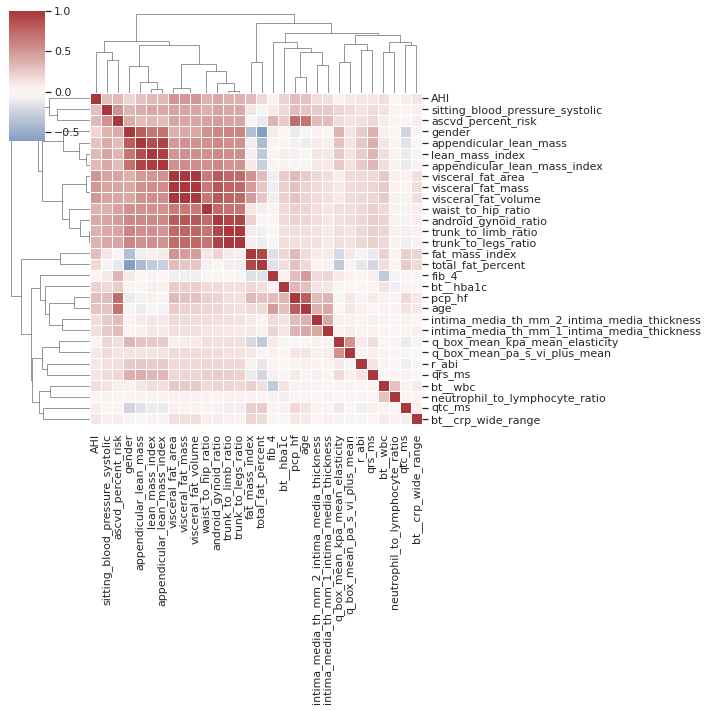 1.0
0.5
0.0
−0.5
AHI
sitting_blood_pressure_systolic
ascvd_percent_risk
gender
appendicular_lean_mass
lean_mass_index
appendicular_lean_mass_index
visceral_fat_area
visceral_fat_mass
visceral_fat_volume
waist_to_hip_ratio
android_gynoid_ratio
trunk_to_limb_ratio
trunk_to_legs_ratio
fat_mass_index
total_fat_percent
fib_4
bt__hba1c
pcp_hf
age
intima_media_th_mm_2_intima_media_thickness
intima_media_th_mm_1_intima_media_thickness
q_box_mean_kpa_mean_elasticity
q_box_mean_pa_s_vi_plus_mean
r_abi
qrs_ms
bt__wbc
neutrophil_to_lymphocyte_ratio
qtc_ms
bt__crp_wide_range
AHI
sitting_blood_pressure_systolic
ascvd_percent_risk
gender
appendicular_lean_mass
lean_mass_index
appendicular_lean_mass_index
visceral_fat_area
visceral_fat_mass
visceral_fat_volume
waist_to_hip_ratio
android_gynoid_ratio
trunk_to_limb_ratio
trunk_to_legs_ratio
fat_mass_index
total_fat_percent
fib_4
bt__hba1c
pcp_hf
age
intima_media_th_mm_2_intima_media_thickness
intima_media_th_mm_1_intima_media_thickness
q_box_mean_kpa_mean_elasticity
q_box_mean_pa_s_vi_plus_mean
r_abi
qrs_ms
bt__wbc
neutrophil_to_lymphocyte_ratio
qtc_ms
bt__crp_wide_range